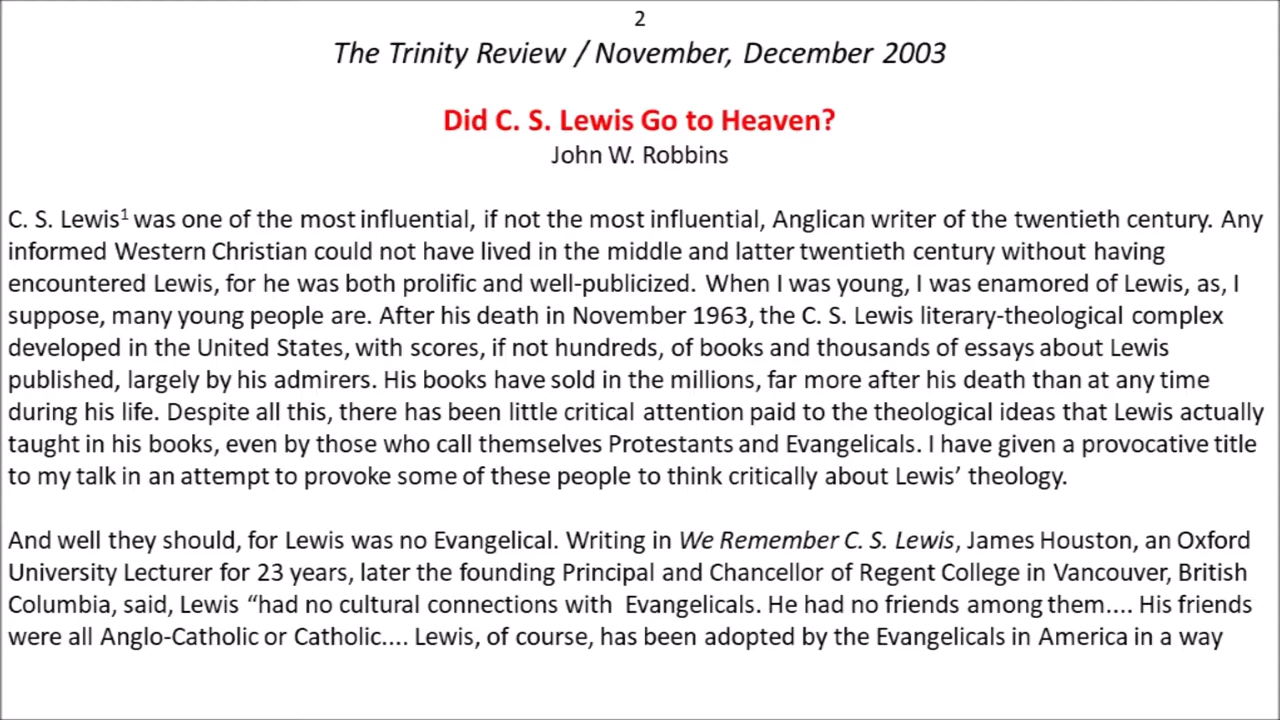 2
The Trinity Review / November, December 2003
Did C. S. Lewis Go to Heaven?
John W. Robbins
C. S. Lewis¹ was one of the most influential, if not the most influential, Anglican writer of the twentieth century. Any
informed Western Christian could not have lived in the middle and latter twentieth century without having
encountered Lewis, for he was both prolific and well-publicized. When I was young, I was enamored of Lewis, as, I
suppose, many young people are. After his death in November 1963, the C. S. Lewis literary-theological complex
developed in the United States, with scores, if not hundreds, of books and thousands of essays about Lewis
published, largely by his admirers. His books have sold in the millions, far more after his death than at any time
during his life. Despite all this, there has been little critical attention paid to the theological ideas that Lewis actually
taught in his books, even by those who call themselves Protestants and Evangelicals. I have given a provocative title
to my talk in an attempt to provoke some of these people to think critically about Lewis’ theology.
And well they should, for Lewis was no Evangelical. Writing in We Remember C. S. Lewis, James Houston, an Oxford
University Lecturer for 23 years, later the founding Principal and Chancellor of Regent College in Vancouver, British
Columbia, said, Lewis “had no cultural connections with Evangelicals. He had no friends among them.... His friends
were all Anglo-Catholic or Catholic.... Lewis, of course, has been adopted by the Evangelicals in America in a way